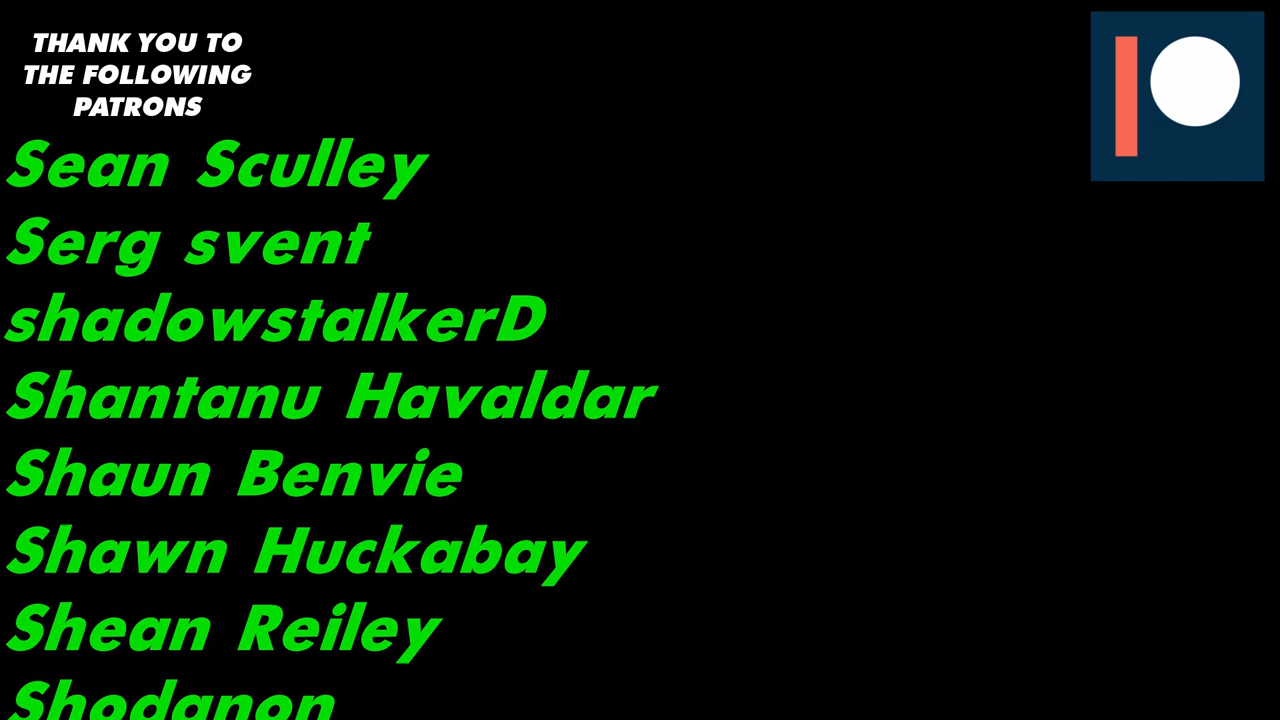 THANK YOU TO
THE FOLLOWING
PATRONS
Sean Sculley
Serg svent
shadowstalkerD
Shantanu Havaldar
Shaun Benvie
Shawn Huckabay
Shean Reiley
Shodanon